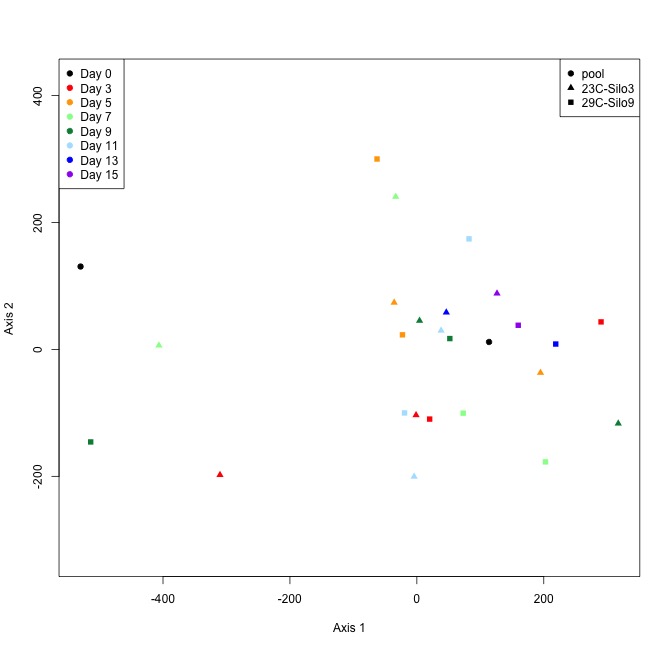 Day 0
Day 3
Day 5
Day 7
Day 9
Day 11
Day 13
Day 15
pool
23C-Silo3
29C-Silo9
400
200
0
-200
Axis 2
-400
-200
0
200
Axis 1